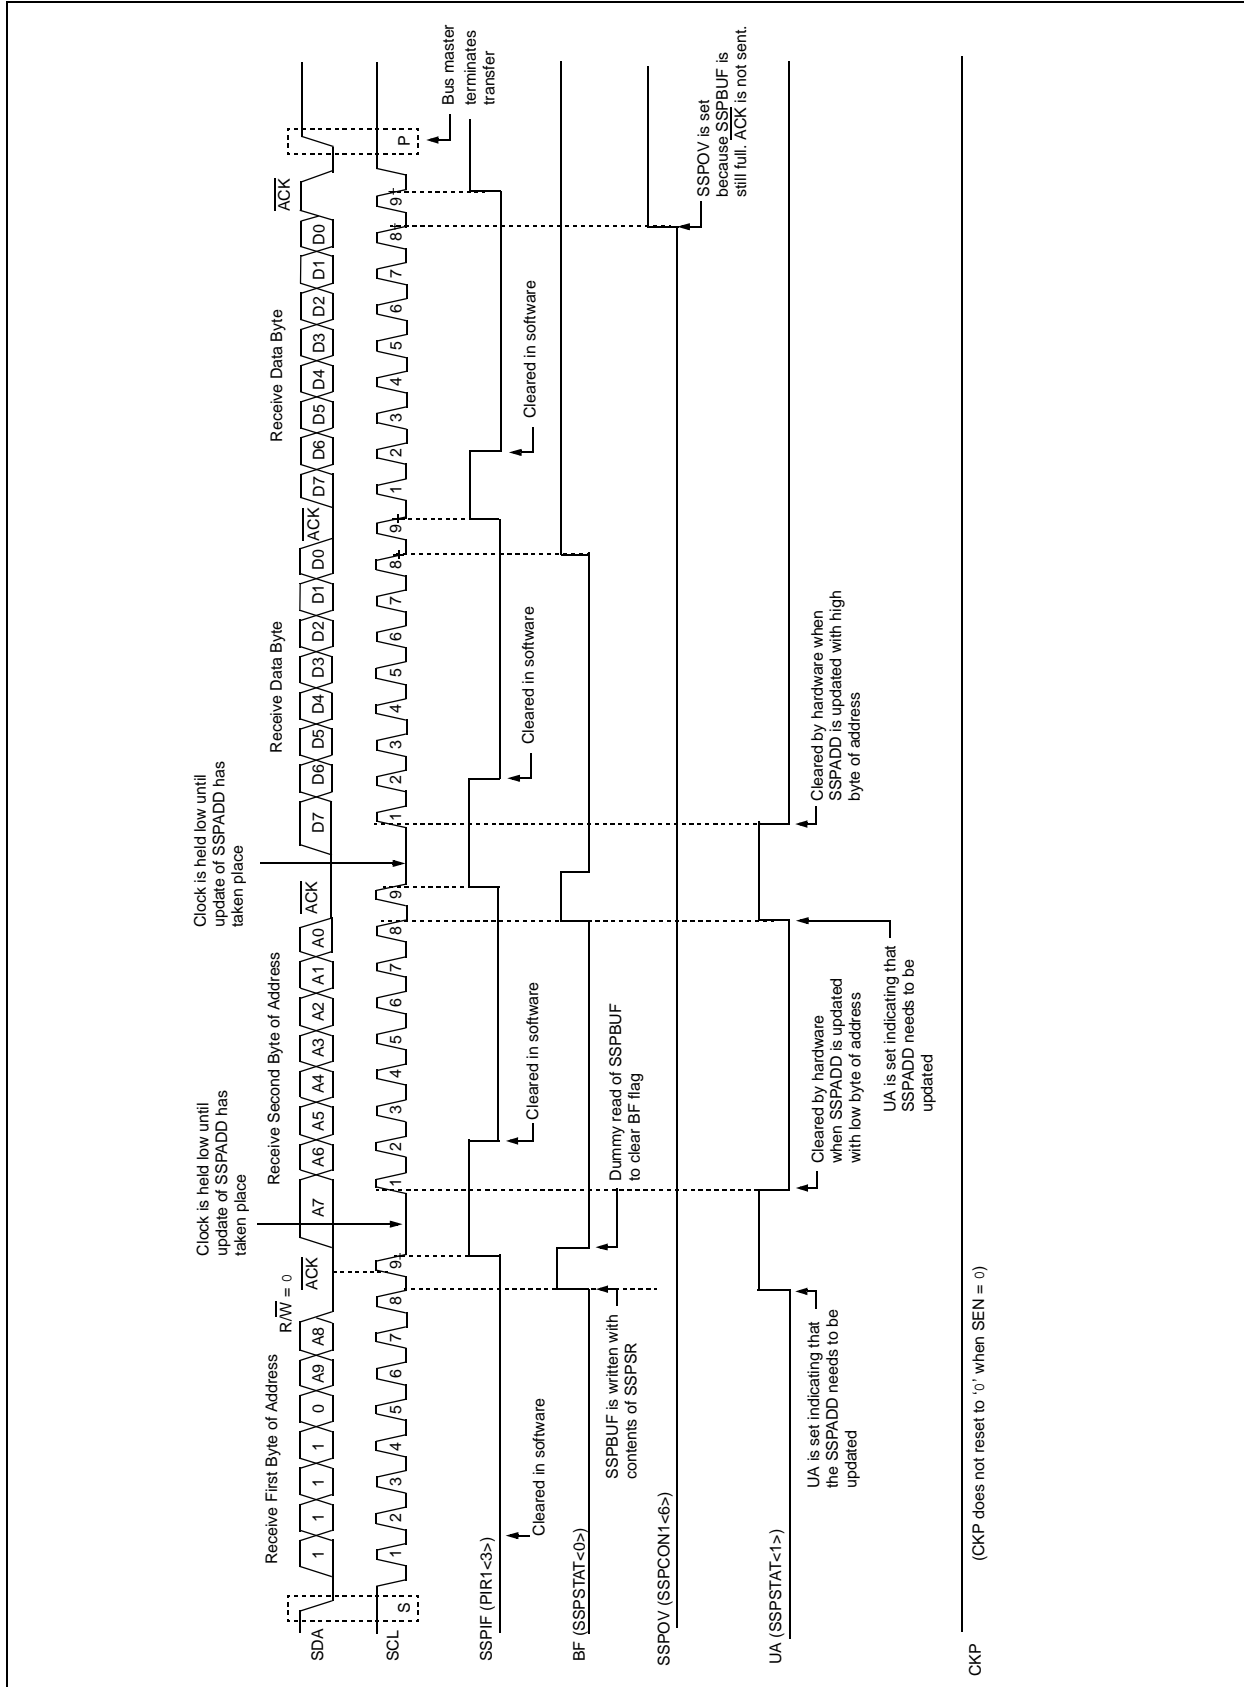 Clock is held low until
update of SSPADD has
taken place
Clock is held low until
update of SSPADD has
taken place
Receive First Byte of Address
R/W = 0
Receive Second Byte of Address
Receive Data Byte
Receive Data Byte
SDA
1 1 1 1 0 A9 A8 ACK A7 A6 A5 A4 A3 A2 A1 A0 ACK D7 D6 D5 D4 D3 D2 D1 D0 ACK D7 D6 D5 D4 D3 D2 D1 D0 ACK
SCL
S 1 2 3 4 5 6 7 8 9 1 2 3 4 5 6 7 8 9 1 2 3 4 5 6 7 8 9 1 2 3 4 5 6 7 8 9 P
Bus master
terminates
transfer
SSPIF (PIR1<3>)
Cleared in software
Cleared in software
Cleared in software
Cleared in software
BF (SSPSTAT<0>)
SSPBUF is written with
contents of SSPSR
Dummy read of SSPBUF
to clear BF flag
SSPOV (SSPCON1<6>)
SSPOV is set
because SSPBUF is
still full. ACK is not sent.
UA (SSPSTAT<1>)
UA is set indicating that
the SSPADD needs to be
updated
Cleared by hardware
when SSPADD is updated
with low byte of address
UA is set indicating that
SSPADD needs to be
updated
Cleared by hardware when
SSPADD is updated with high
byte of address
CKP
(CKP does not reset to ‘0’ when SEN = 0)